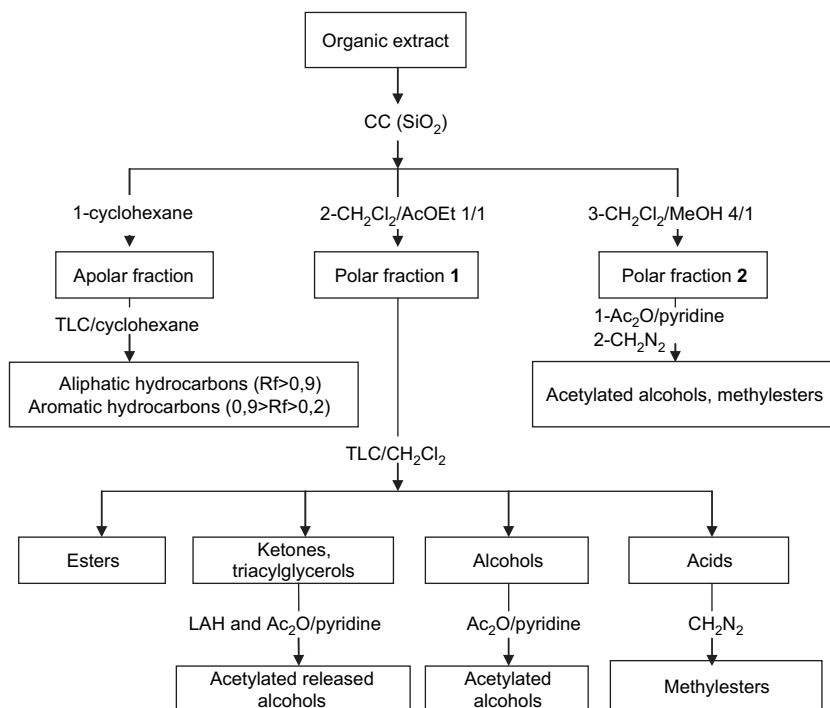 Organic extract
CC (SiO₂)
1-cyclohexane
2-CH₂Cl₂/AcOEt 1/1
3-CH₂Cl₂/MeOH 4/1
Apolar fraction
Polar fraction 1
Polar fraction 2
TLC/cyclohexane
1-Ac₂O/pyridine
2-CH₂N₂
Aliphatic hydrocarbons (Rf>0,9)
Aromatic hydrocarbons (0,9>Rf>0,2)
Acetylated alcohols, methylesters
TLC/CH₂Cl₂
Esters
Ketones,
triacylglycerols
Alcohols
Acids
LAH and Ac₂O/pyridine
Ac₂O/pyridine
CH₂N₂
Acetylated released
alcohols
Acetylated
alcohols
Methylesters